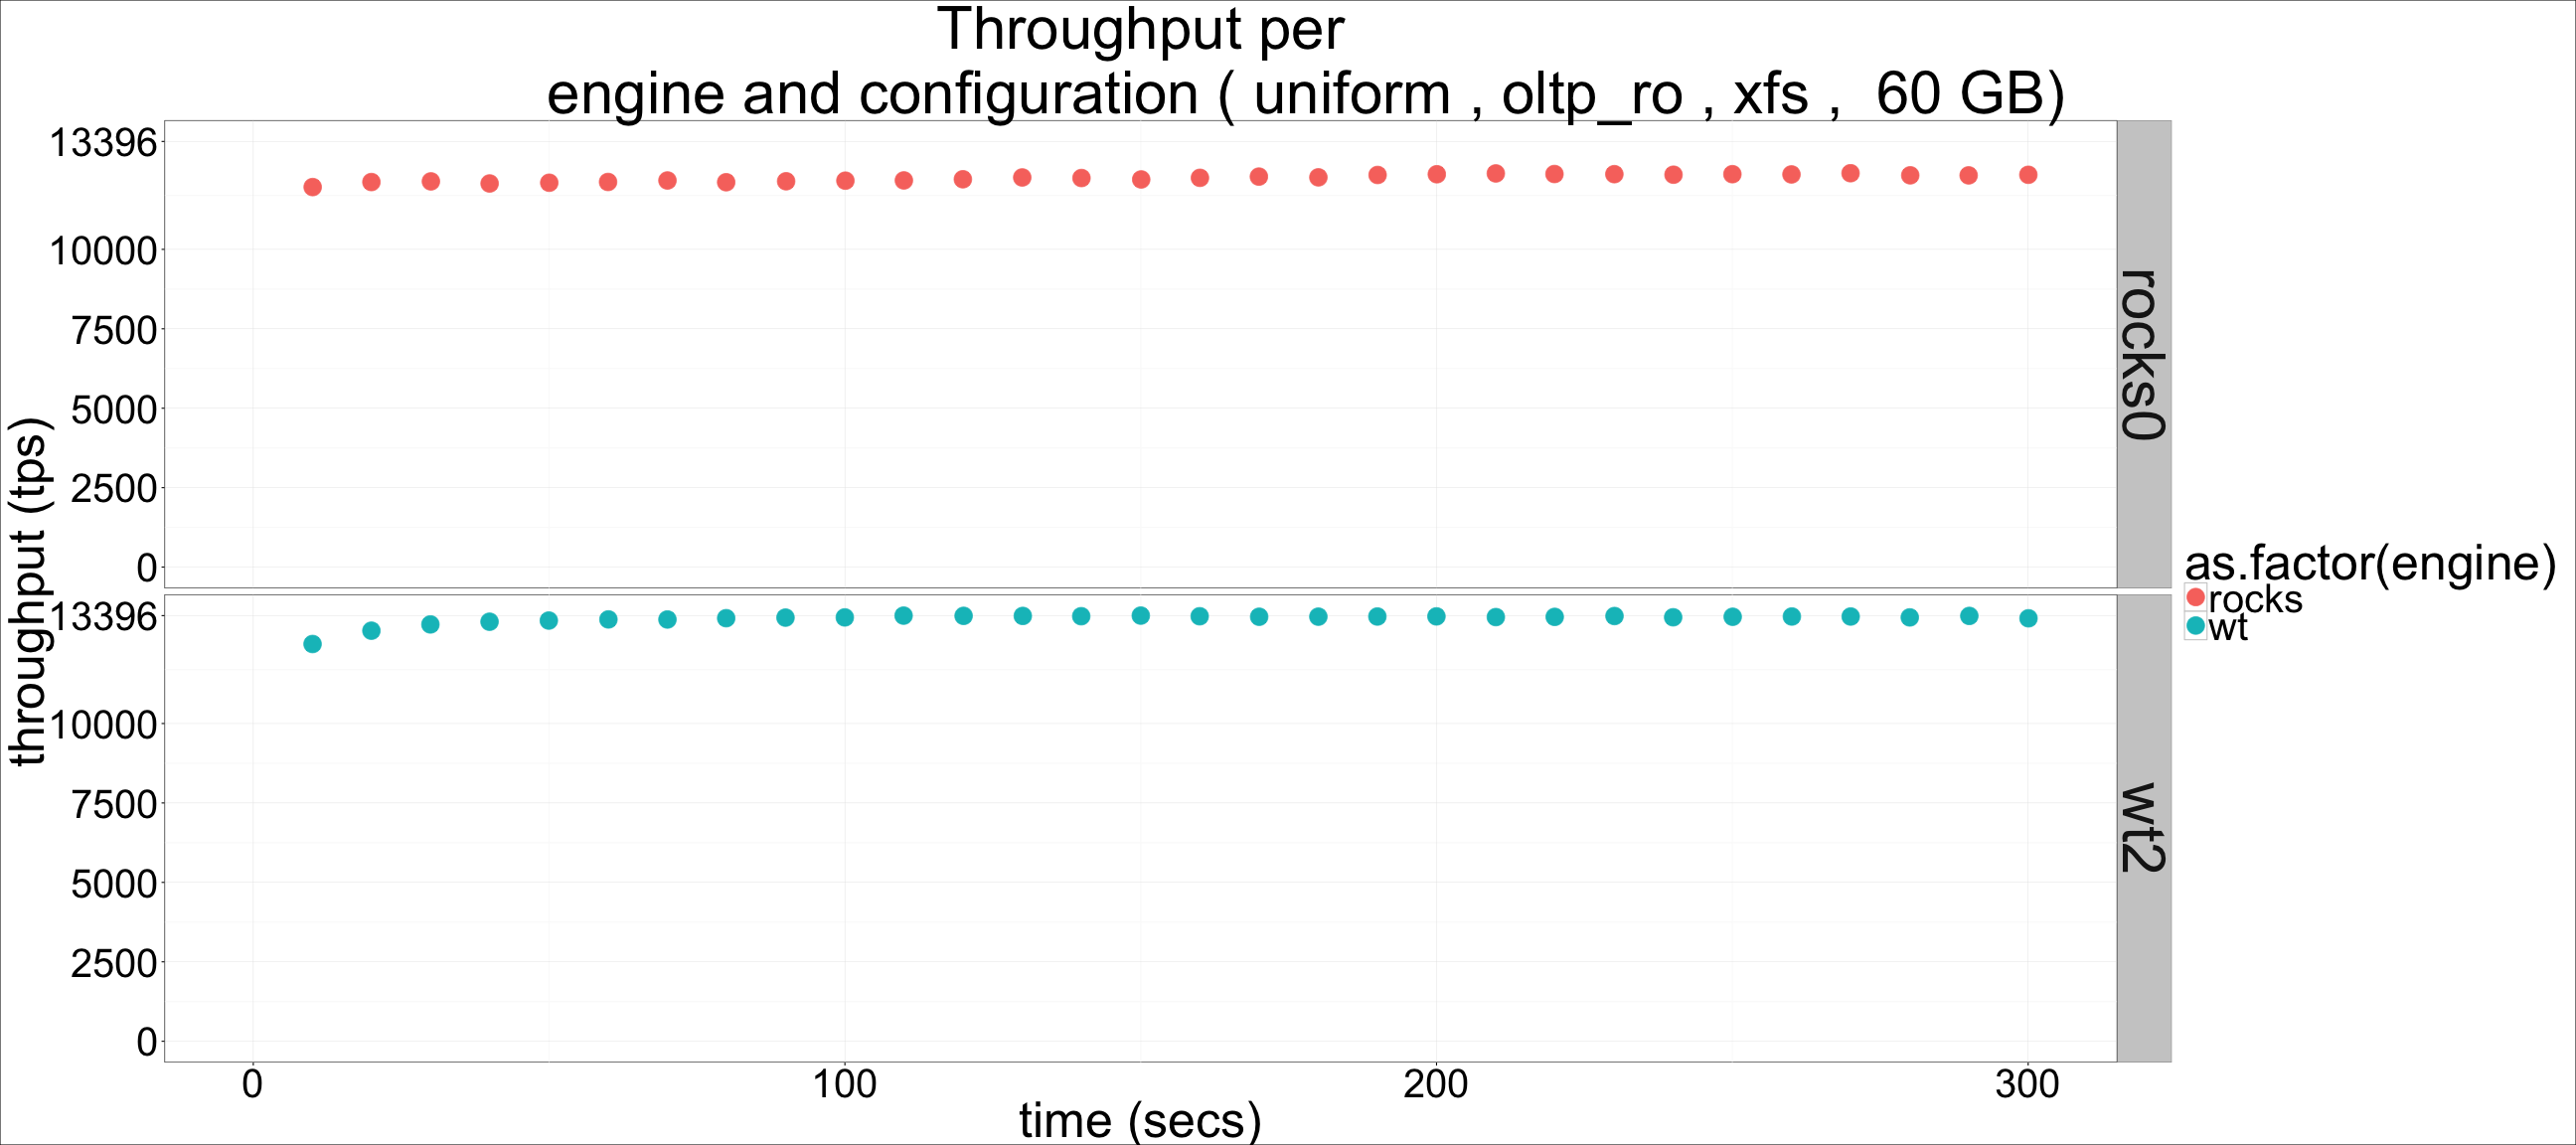 Throughput per
engine and configuration ( uniform , oltp_ro , xfs ,  60 GB)
throughput (tps)
13396
10000
7500
5000
2500
0
rocks0
13396
10000
7500
5000
2500
0
wt2
0 100 200 300
time (secs)
as.factor(engine)
rocks
wt